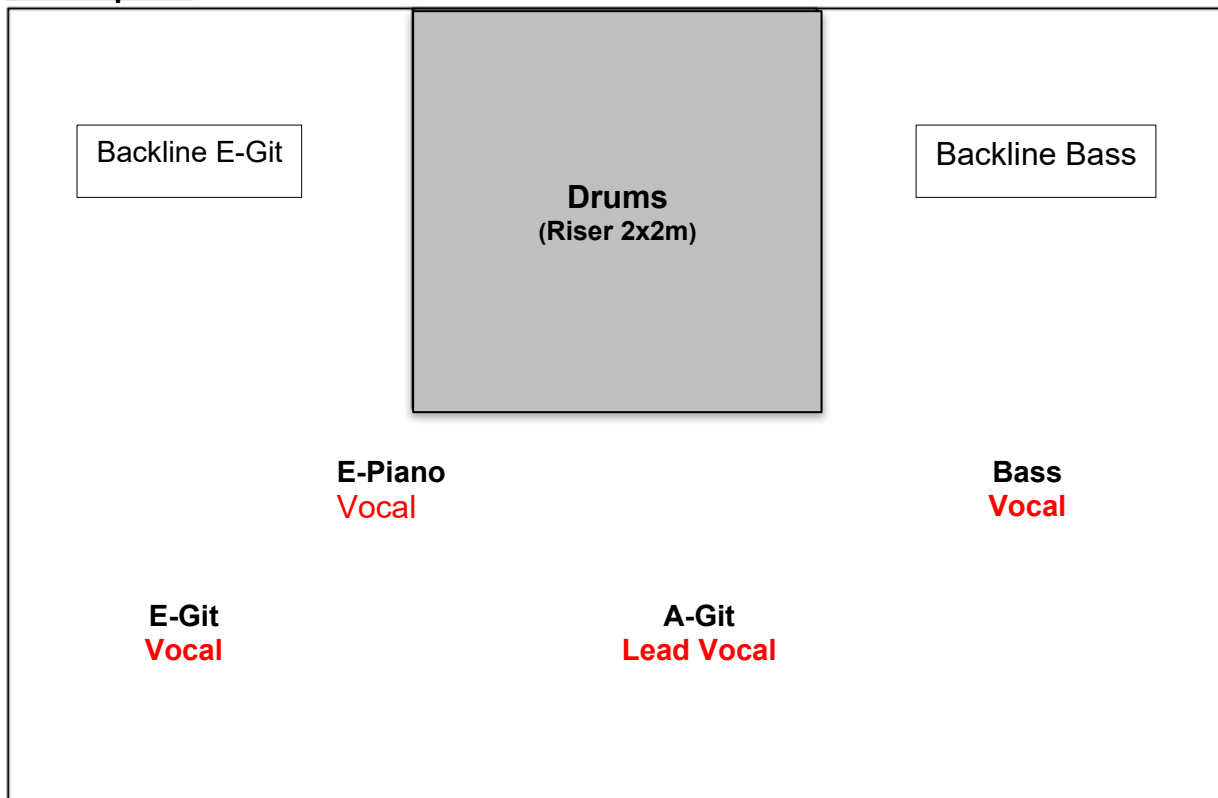 Backline E-Git
Backline Bass
Drums
(Riser 2x2m)
E-Piano
Vocal
Bass
Vocal
E-Git
Vocal
A-Git
Lead Vocal